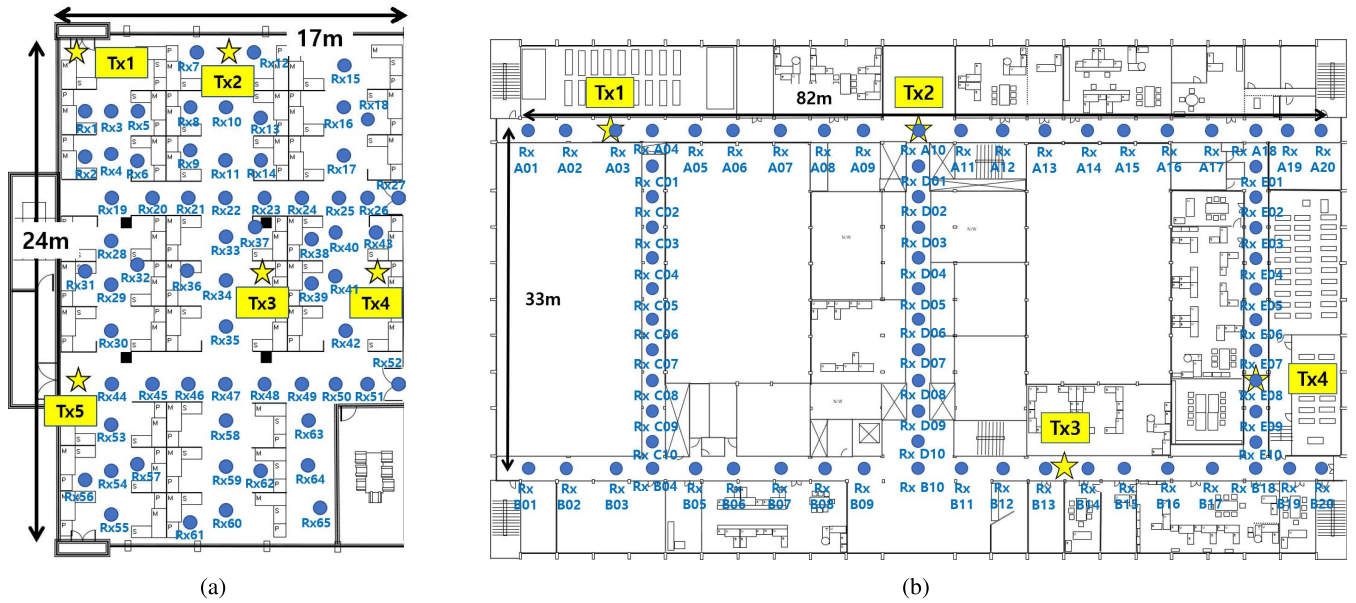 17m
Tx1
Rx7
Tx2
Rx12
Rx15
Rx18
Rx1
Rx3
Rx5
Rx8
Rx10
Rx13
Rx16
Rx2
Rx4
Rx6
Rx9
Rx11
Rx14
Rx17
Rx27
Rx19
Rx20
Rx21
Rx22
Rx23
Rx24
Rx25
Rx26
24m
Rx28
Rx33
Rx37
Rx38
Rx40
Rx43
Rx31
Rx32
Rx29
Rx36
Rx34
Tx3
Rx39
Rx41
Tx4
Rx30
Rx35
Rx42
Rx52
Tx5
Rx44
Rx45
Rx46
Rx47
Rx48
Rx49
Rx50
Rx51
Rx53
Rx58
Rx63
Rx56
Rx54
Rx57
Rx59
Rx62
Rx64
Rx55
Rx61
Rx60
Rx65
(a)
Tx1
82m
Tx2
Rx A01
Rx A02
Rx A03
Rx A04
Rx A05
Rx A06
Rx A07
Rx A08
Rx A09
Rx A10
Rx A11
Rx A12
Rx A13
Rx A14
Rx A15
Rx A16
Rx A17
Rx A18
Rx A19
Rx A20
Rx C01
Rx C02
Rx C03
Rx C04
Rx C05
Rx C06
Rx C07
Rx C08
Rx C09
Rx C10
Rx D01
Rx D02
Rx D03
Rx D04
Rx D05
Rx D06
Rx D07
Rx D08
Rx D09
Rx D10
Rx E01
Rx E02
Rx E03
Rx E04
Rx E05
Rx E06
Rx E07
Rx E08
Rx E09
Rx E10
33m
Tx3
Tx4
Rx B01
Rx B02
Rx B03
Rx B04
Rx B05
Rx B06
Rx B07
Rx B08
Rx B09
Rx B10
Rx B11
Rx B12
Rx B13
Rx B14
Rx B15
Rx B16
Rx B17
Rx B18
Rx B19
Rx B20
(b)